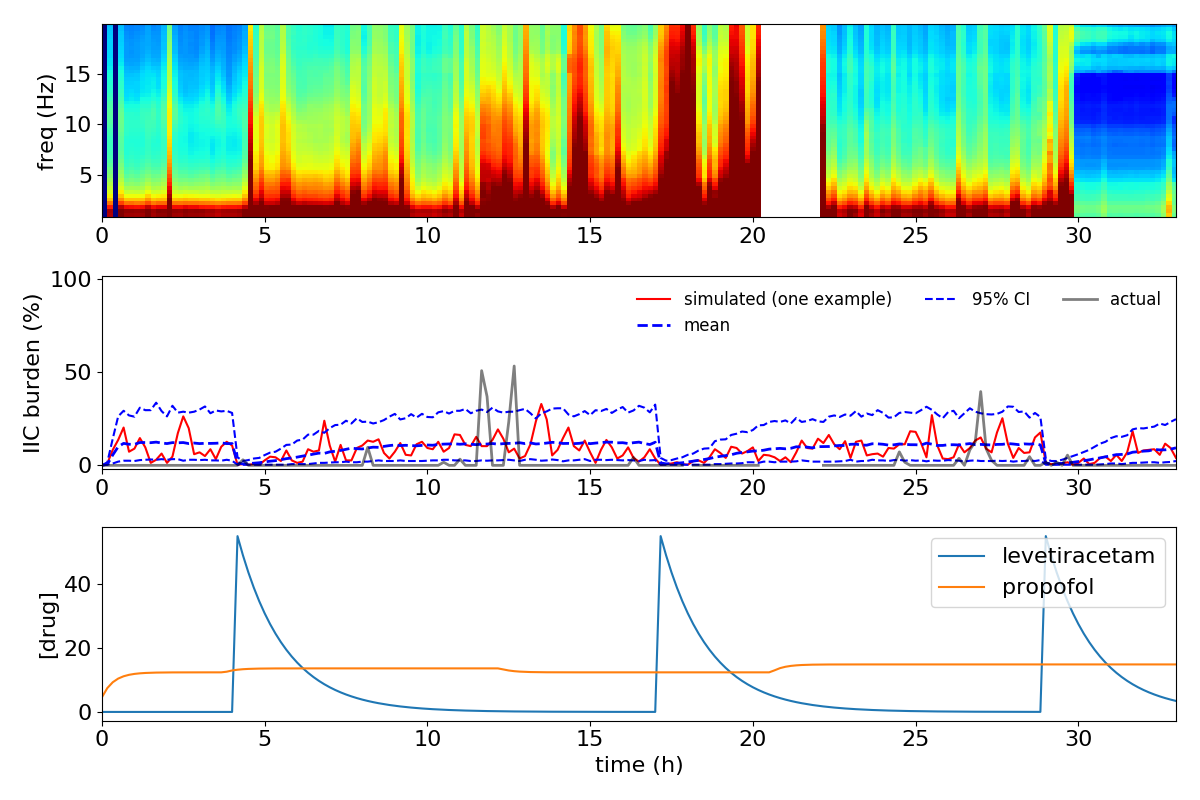 15
10
5
freq (Hz)
0 5 10 15 20 25 30
100
50
0
IIC burden (%)
simulated (one example) 95% CI actual
mean
0 5 10 15 20 25 30
40
20
0
[drug]
levetiracetam
propofol
0 5 10 15 20 25 30
time (h)